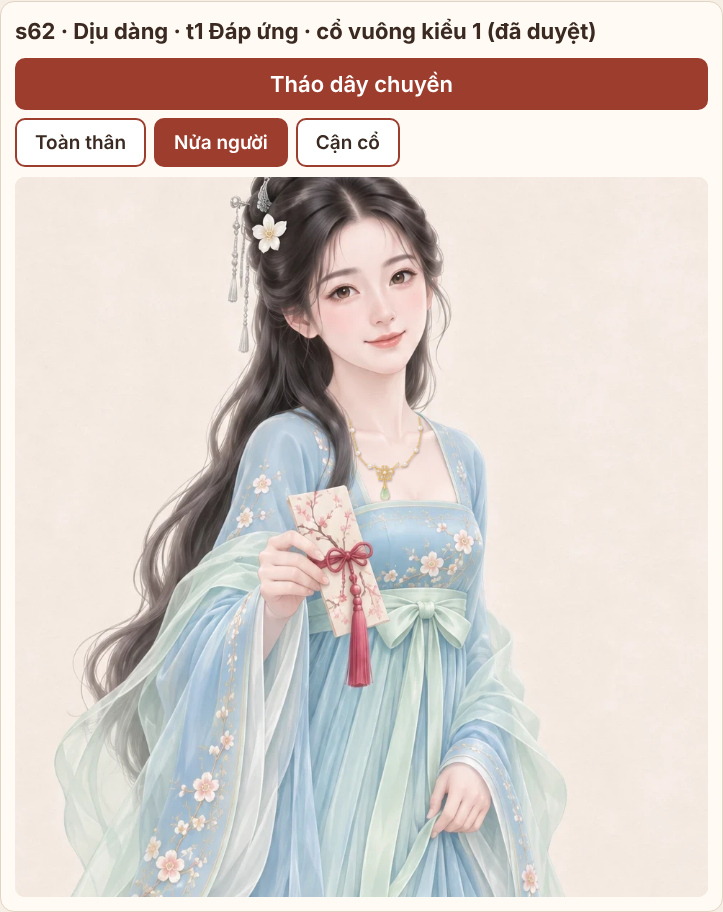 s62 · Dịu dàng · t1 Đáp ứng · cổ vuông kiểu 1 (đã duyệt)
Tháo dây chuyền
Toàn thân
Nửa người
Cận cổ